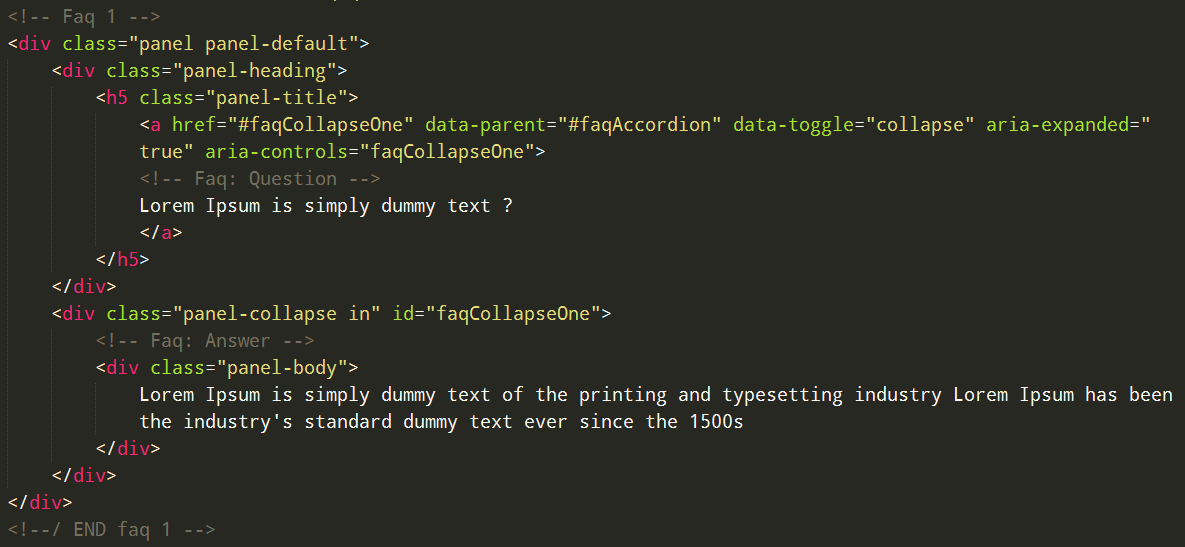 <!-- Faq 1 -->
<div class="panel panel-default">
    <div class="panel-heading">
        <h5 class="panel-title">
            <a href="#faqCollapseOne" data-parent="#faqAccordion" data-toggle="collapse" aria-expanded="
            true" aria-controls="faqCollapseOne">
            <!-- Faq: Question -->
            Lorem Ipsum is simply dummy text ?
            </a>
        </h5>
    </div>
    <div class="panel-collapse in" id="faqCollapseOne">
        <!-- Faq: Answer -->
        <div class="panel-body">
            Lorem Ipsum is simply dummy text of the printing and typesetting industry Lorem Ipsum has been
            the industry's standard dummy text ever since the 1500s
        </div>
    </div>
</div>
<!--/ END faq 1 -->